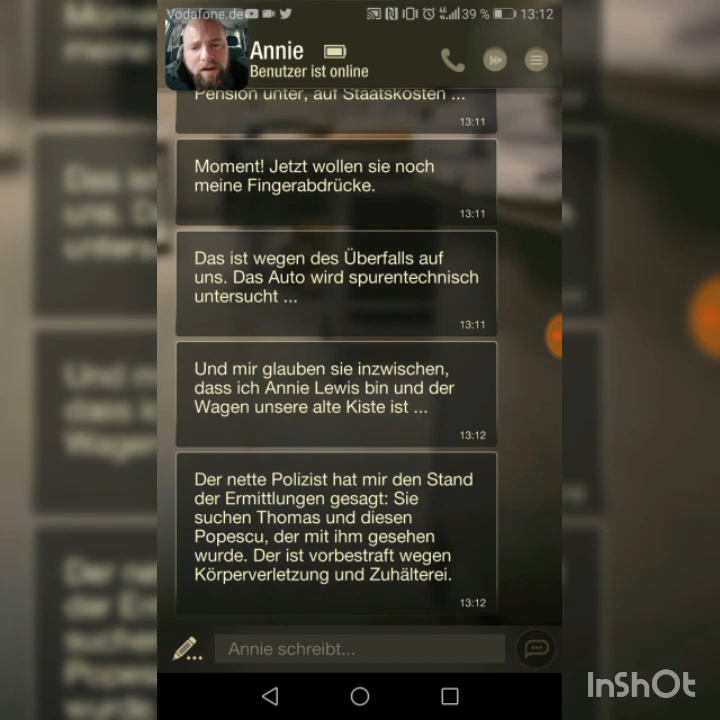 Vodafone.de 39 % 13:12
Annie
Benutzer ist online
Pension unter, auf Staatskosten ...
13:11
Moment! Jetzt wollen sie noch
meine Fingerabdrücke.
13:11
Das ist wegen des Überfalls auf
uns. Das Auto wird spurentechnisch
untersucht ...
13:11
Und mir glauben sie inzwischen,
dass ich Annie Lewis bin und der
Wagen unsere alte Kiste ist ...
13:12
Der nette Polizist hat mir den Stand
der Ermittlungen gesagt: Sie
suchen Thomas und diesen
Popescu, der mit ihm gesehen
wurde. Der ist vorbestraft wegen
Körperverletzung und Zuhälterei.
13:12
Annie schreibt...
InShOt